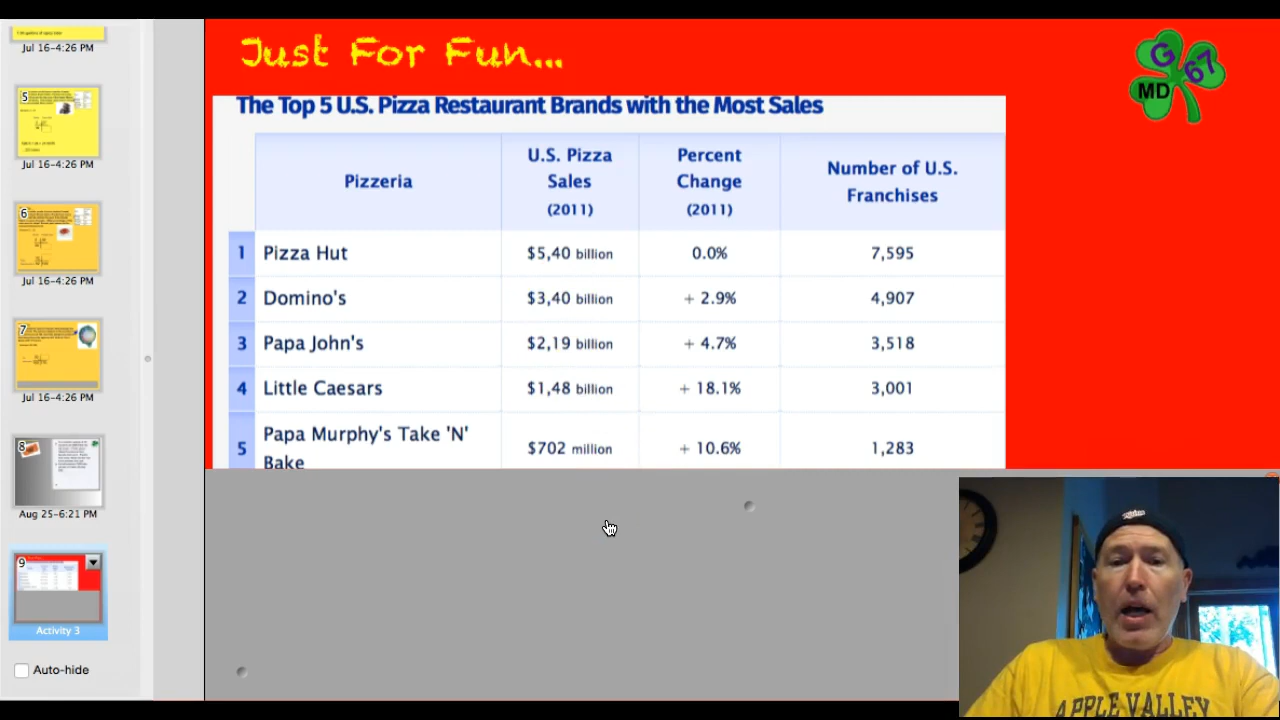 Jul 16-4:26 PM
5
Jul 16-4:26 PM
6
Jul 16-4:26 PM
7
Jul 16-4:26 PM
8
Aug 25-6:21 PM
9
Activity 3
Auto-hide
Just For Fun...
G 67
MD
The Top 5 U.S. Pizza Restaurant Brands with the Most Sales
Pizzeria
U.S. Pizza
Sales
(2011)
Percent
Change
(2011)
Number of U.S.
Franchises
1 Pizza Hut $5,40 billion 0.0% 7,595
2 Domino's $3,40 billion + 2.9% 4,907
3 Papa John's $2,19 billion + 4.7% 3,518
4 Little Caesars $1,48 billion + 18.1% 3,001
5 Papa Murphy's Take 'N' Bake $702 million + 10.6% 1,283
APPLE VALLEY